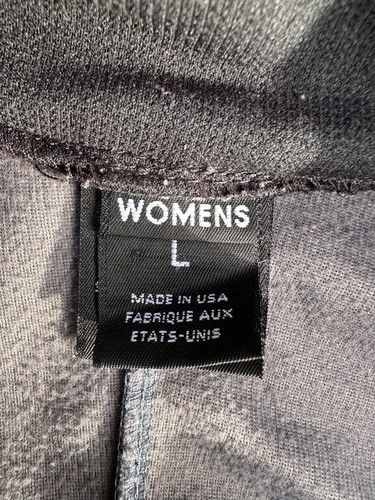 WOMENS
L
MADE IN USA
FABRIQUE AUX
ETATS-UNIS